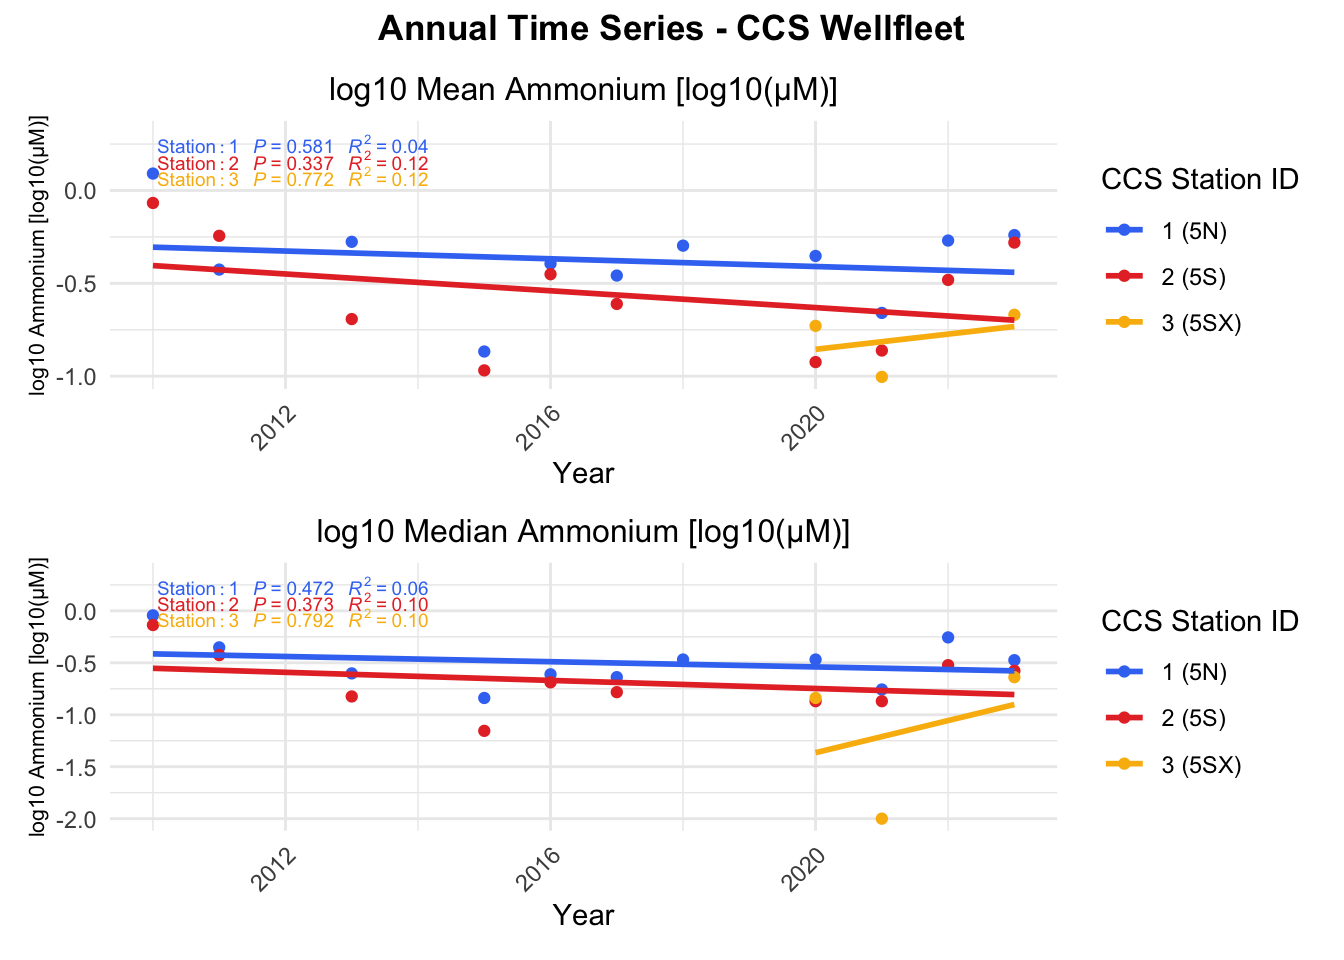 Annual Time Series - CCS Wellfleet
log10 Mean Ammonium [log10(µM)]
log10 Ammonium [log10(µM)]
Station : 1 P = 0.581 R² = 0.04
Station : 2 P = 0.337 R² = 0.12
Station : 3 P = 0.772 R² = 0.12
0.0
-0.5
-1.0
2012
2016
2020
Year
CCS Station ID
1 (5N)
2 (5S)
3 (5SX)
log10 Median Ammonium [log10(µM)]
log10 Ammonium [log10(µM)]
Station : 1 P = 0.472 R² = 0.06
Station : 2 P = 0.373 R² = 0.10
Station : 3 P = 0.792 R² = 0.10
0.0
-0.5
-1.0
-1.5
-2.0
2012
2016
2020
Year
CCS Station ID
1 (5N)
2 (5S)
3 (5SX)